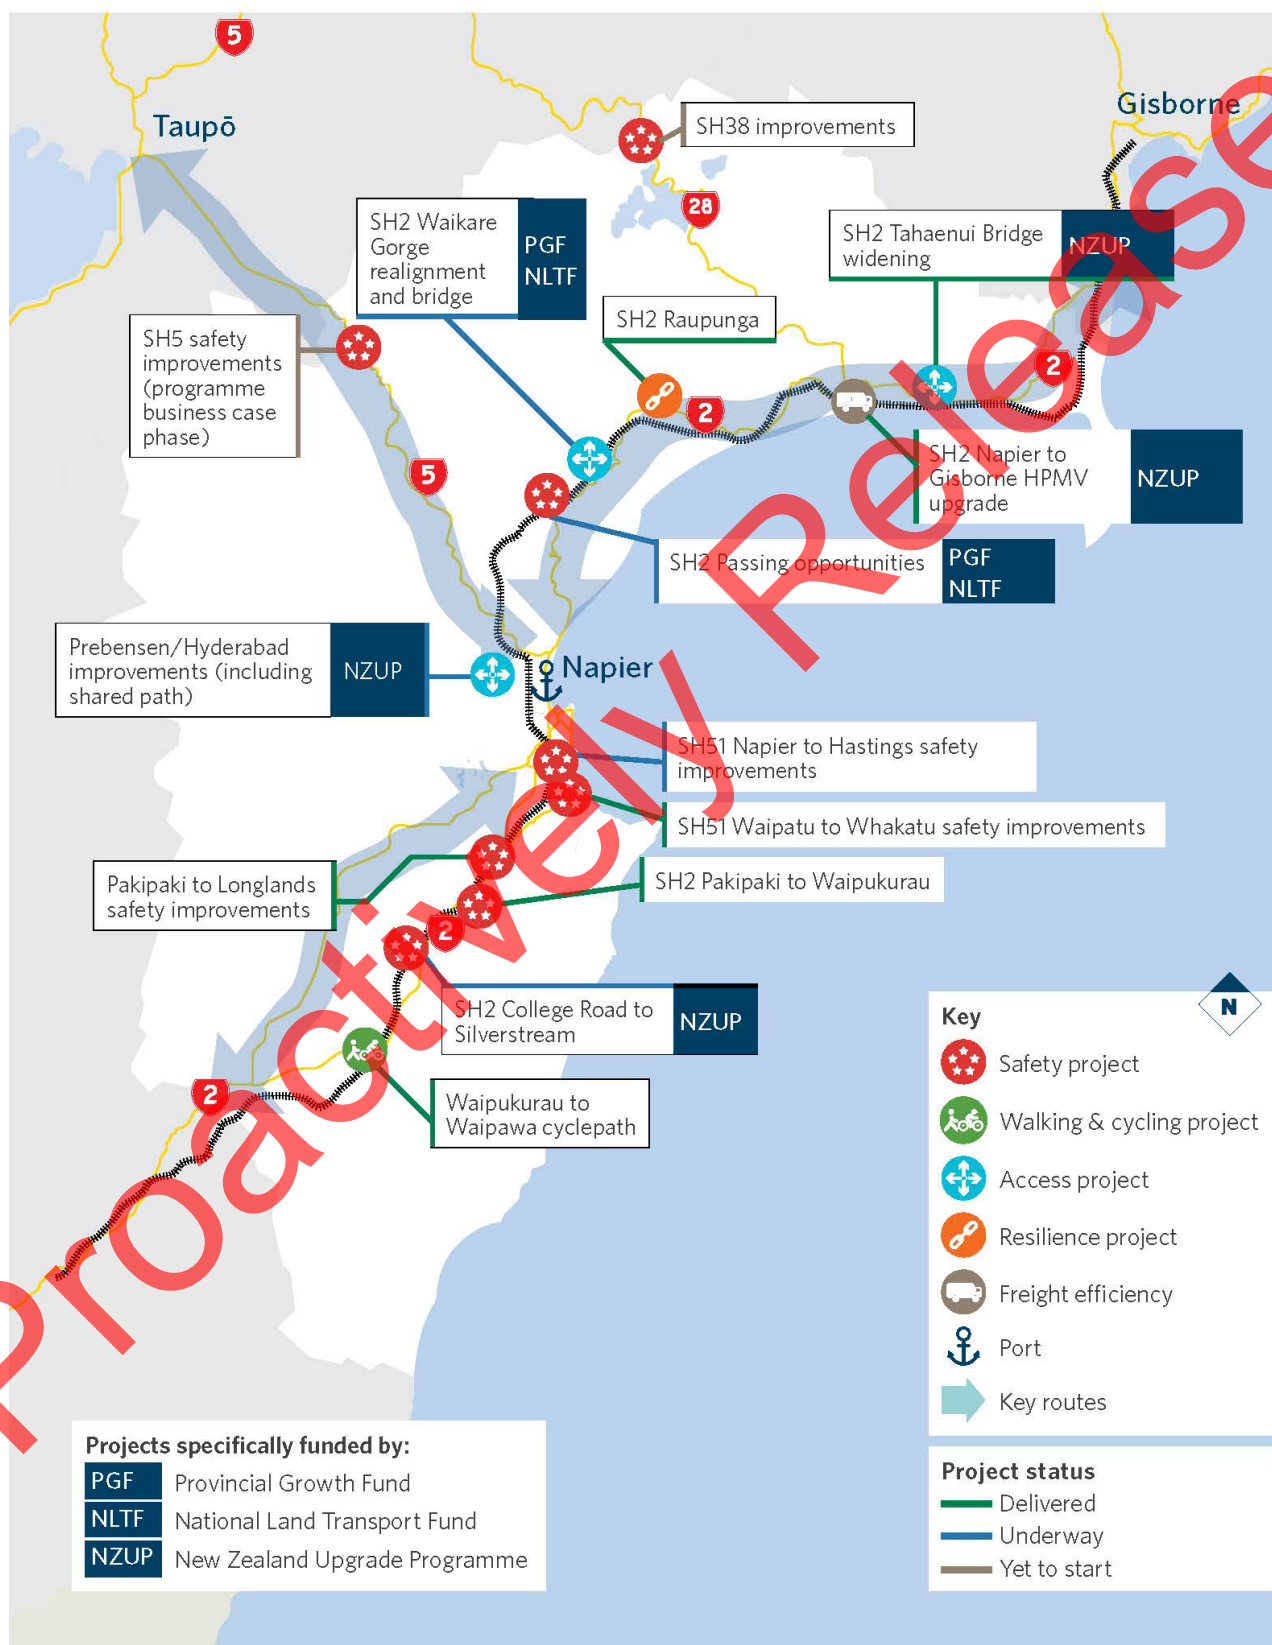 5
Taupō
Gisborne
SH38 improvements
28
SH2 Waikare
Gorge
realignment
and bridge
PGF
NLTF
SH2 Tahaenui Bridge
widening
NZUP
SH2 Raupunga
SH5 safety
improvements
(programme
business case
phase)
2
2
5
SH2 Napier to
Gisborne HPMV
upgrade
NZUP
SH2 Passing opportunities
PGF
NLTF
Prebensen/Hyderabad
improvements (including
shared path)
NZUP
Napier
SH51 Napier to Hastings safety
improvements
SH51 Waipatu to Whakatu safety improvements
Pakipaki to Longlands
safety improvements
SH2 Pakipaki to Waipukurau
2
SH2 College Road to
Silverstream
NZUP
2
Waipukurau to
Waipawa cyclepath
N
Key
Safety project
Walking & cycling project
Access project
Resilience project
Freight efficiency
Port
Key routes
Project status
Delivered
Underway
Yet to start
Projects specifically funded by:
PGF Provincial Growth Fund
NLTF National Land Transport Fund
NZUP New Zealand Upgrade Programme
Proactively Release